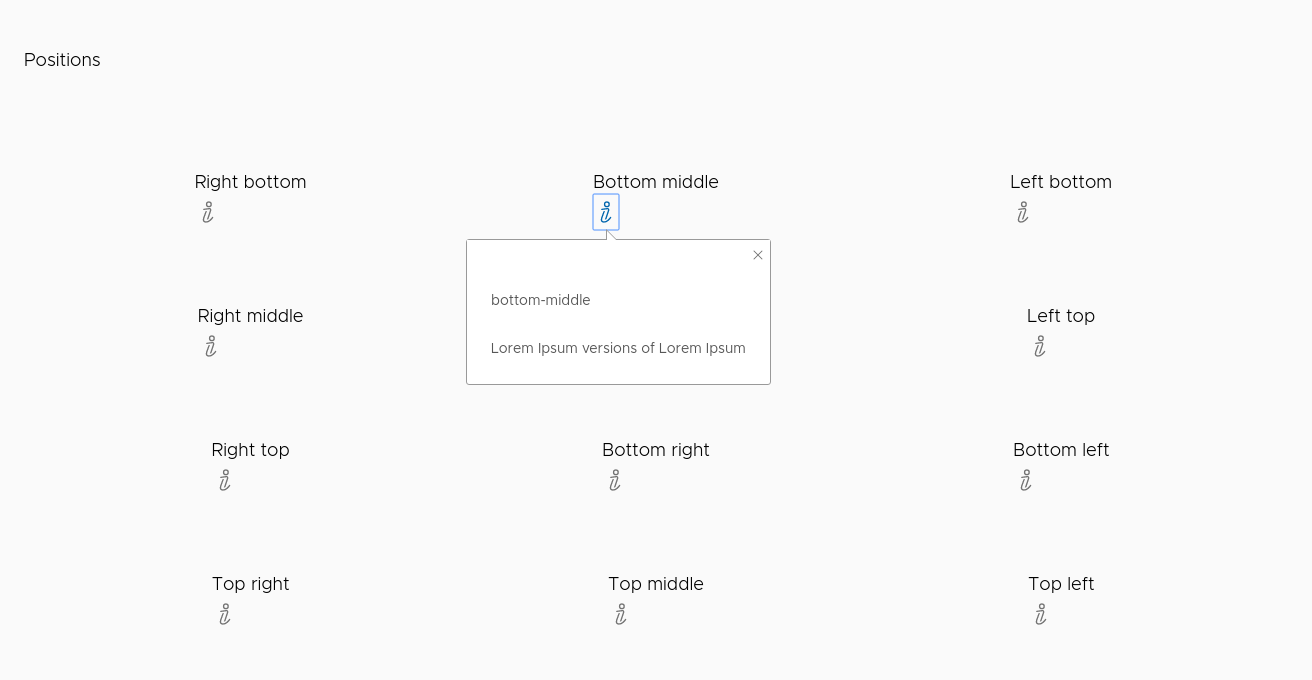 Positions
Right bottom
Bottom middle
Left bottom
bottom-middle
Lorem Ipsum versions of Lorem Ipsum
Right middle
Left top
Right top
Bottom right
Bottom left
Top right
Top middle
Top left